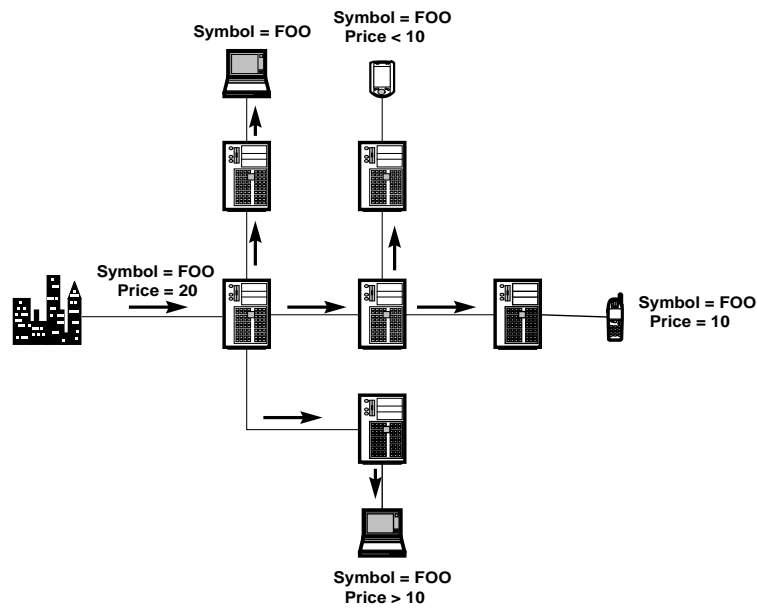 Symbol = FOO
Symbol = FOO
Price < 10
Symbol = FOO
Price = 20
Symbol = FOO
Price = 10
Symbol = FOO
Price > 10